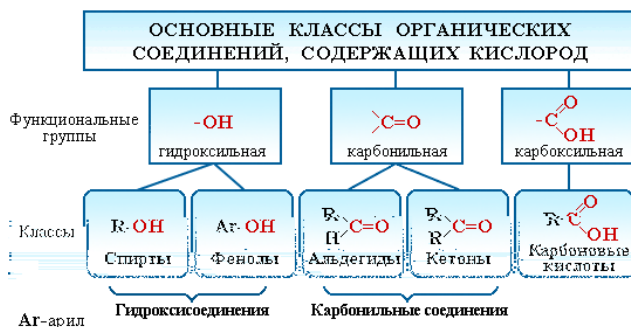 ОСНОВНЫЕ КЛАССЫ ОРГАНИЧЕСКИХ
СОЕДИНЕНИЙ, СОДЕРЖАЩИХ КИСЛОРОД
Функциональные
группы
-OH
гидроксильная
C=O
карбонильная
-C
O
OH
карбоксильная
Классы
R-OH
Спирты
Ar-OH
Фенолы
R
H
C=O
Альдегиды
R
R
C=O
Кетоны
R-C
O
OH
Карбоновые
кислоты
Гидроксисоединения
Карбонильные соединения
Ar-арил